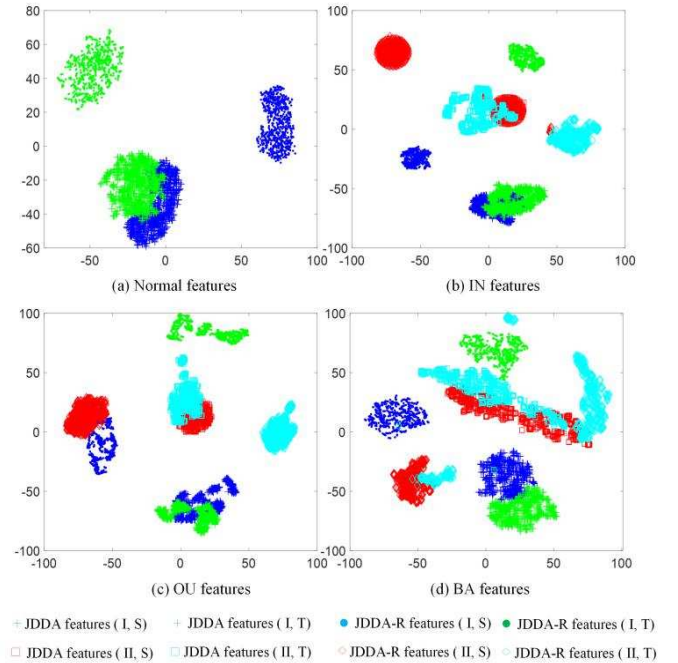 80
60
40
20
0
-20
-40
-60
-50 0 50 100
(a) Normal features
100
50
0
-50
-100
-100 -50 0 50 100
(b) IN features
100
50
0
-50
-100
-100 -50 0 50 100
(c) OU features
100
50
0
-50
-100
-100 -50 0 50 100
(d) BA features
JDDA features ( I, S) JDDA features ( I, T) JDDA-R features ( I, S) JDDA-R features ( I, T)
JDDA features ( II, S) JDDA features ( II, T) JDDA-R features ( II, S) JDDA-R features ( II, T)